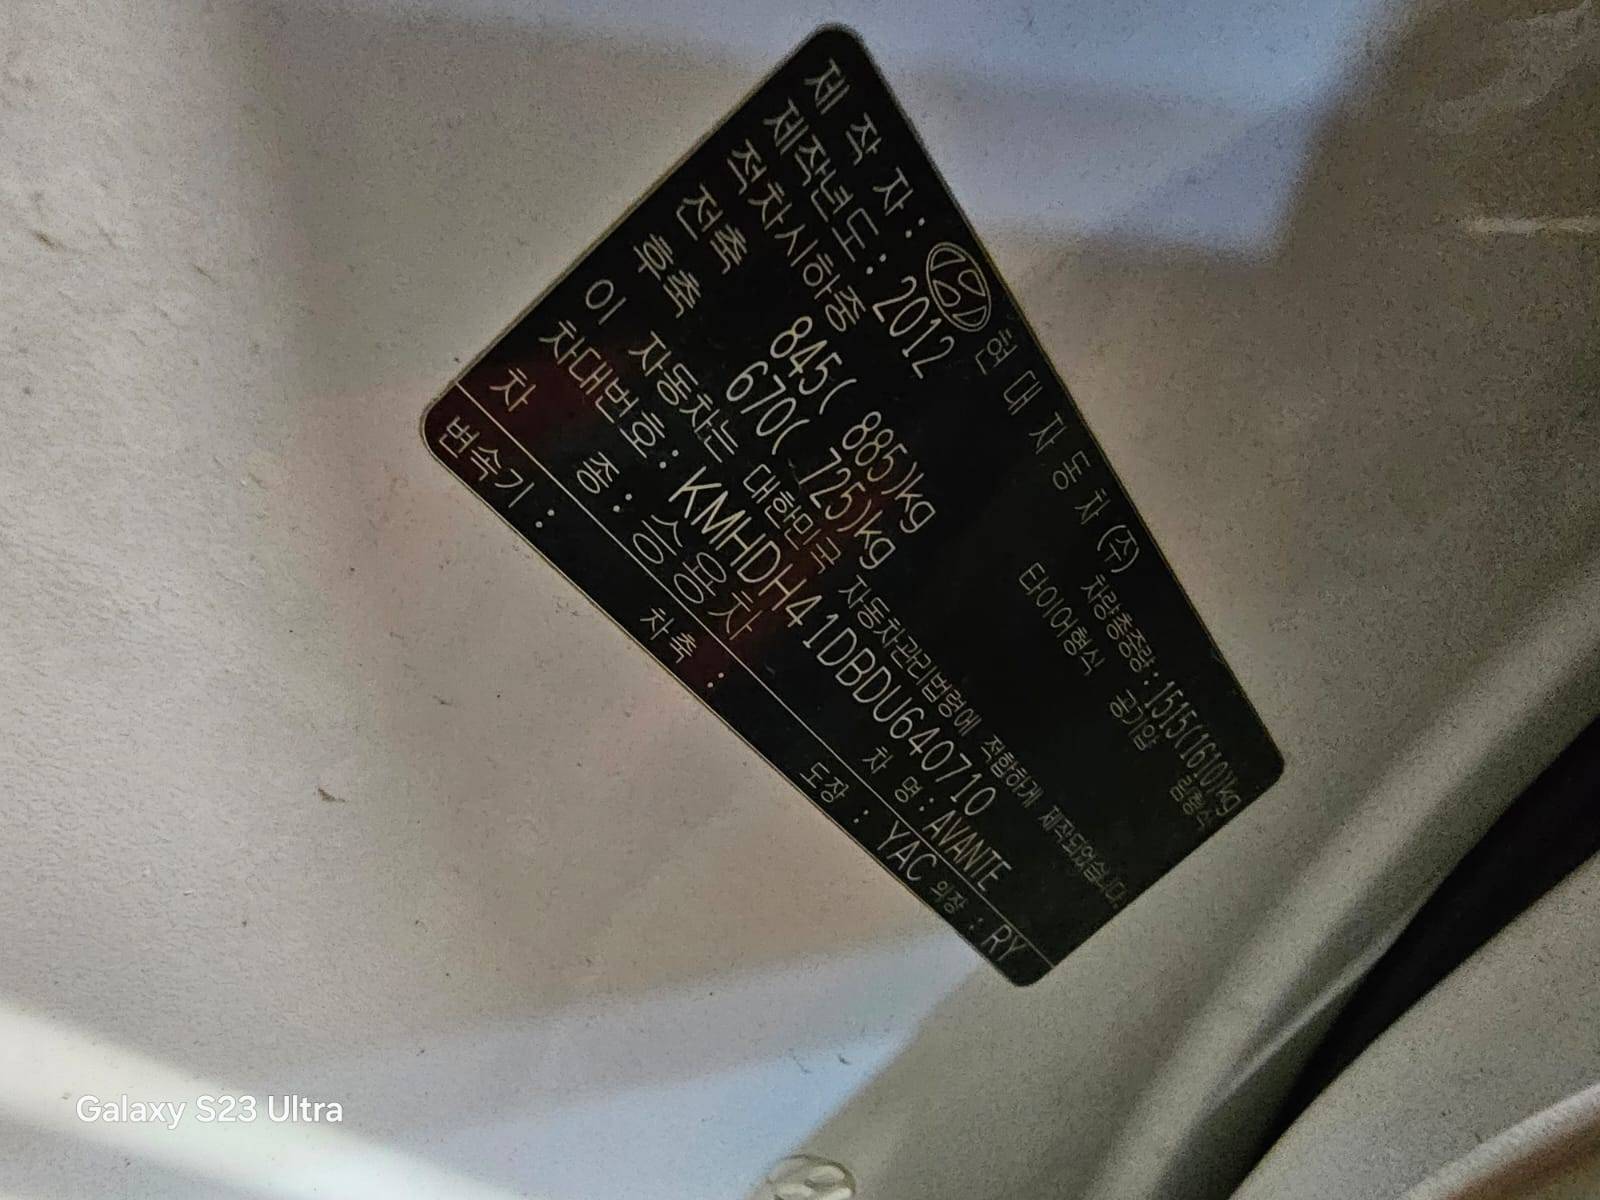 제 작 자 : 현 대 자 동 차 (주)
제작년도 : 2012 차량총중량 : 1515(1610)kg
적차시하중 타이어형식 공기압 림형식
전축 845( 885)kg
후축 670( 725)kg
이 자동차는 대한민국 자동차관리법령에 적합하게 제작되었습니다.
차대번호 : KMHDH41DBDU640710
차 종 : 승용차 차 명 : AVANTE
변속기 : 차축 : 도장 : YAC 의장 : RY
Galaxy S23 Ultra